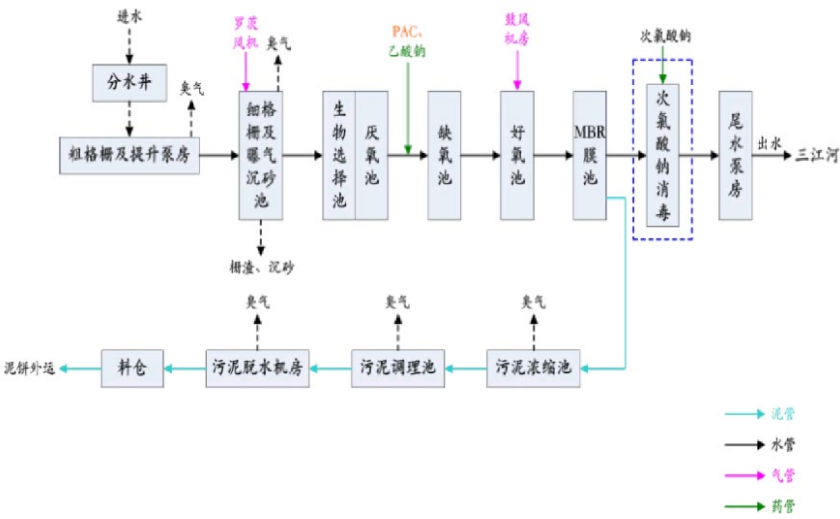 进水
分水井
臭气
粗格栅及提升泵房
罗茨
风机
臭气
细格
栅及
曝气
沉砂
池
栅渣、沉砂
生物选择池
厌氧池
PAC、
乙酸钠
缺氧池
鼓风
机房
好氧池
MBR
膜池
次氯酸钠
次氯酸钠消毒
尾水泵房
出水
三江河
臭气
臭气
臭气
泥饼外运
料仓
污泥脱水机房
污泥调理池
污泥浓缩池
泥管
水管
气管
药管